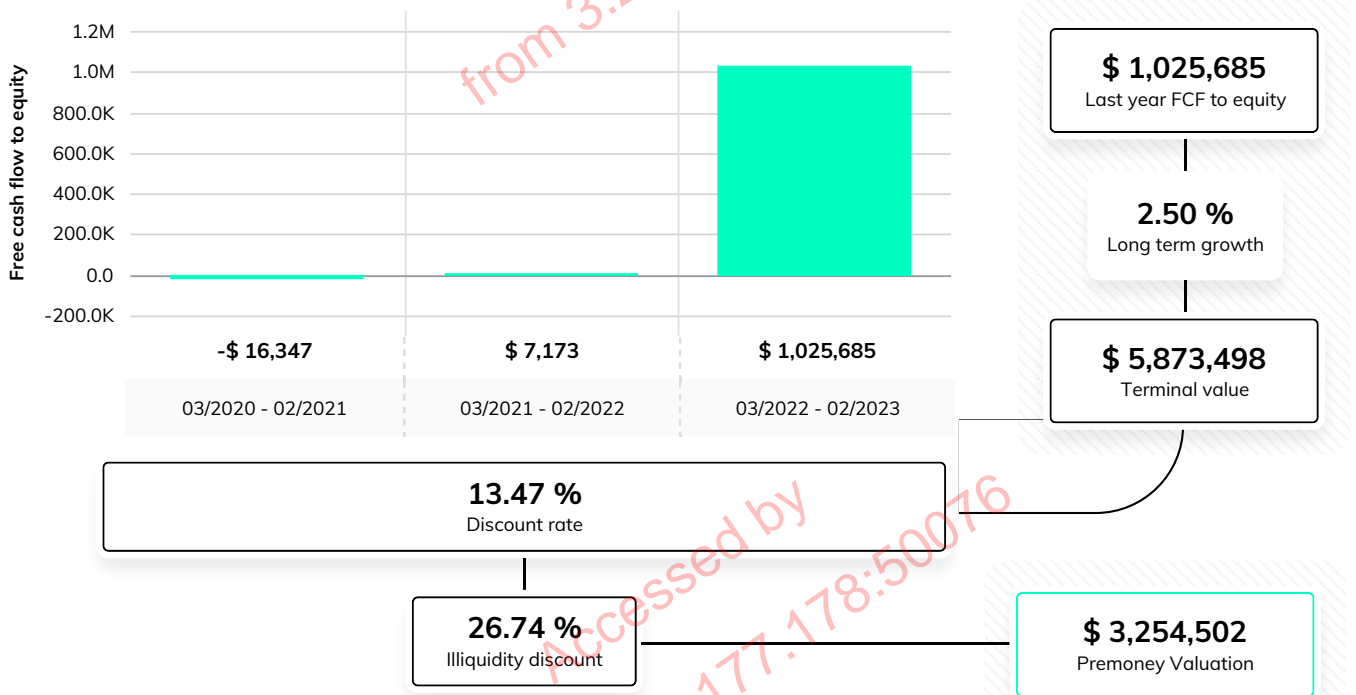 Free cash flow to equity
1.2M
1.0M
800.0K
600.0K
400.0K
200.0K
0.0
-200.0K
-$ 16,347
$ 7,173
$ 1,025,685
03/2020 - 02/2021
03/2021 - 02/2022
03/2022 - 02/2023
$ 1,025,685
Last year FCF to equity
2.50 %
Long term growth
$ 5,873,498
Terminal value
13.47 %
Discount rate
26.74 %
Illiquidity discount
$ 3,254,502
Premoney Valuation
Accessed by
from 3.2
177.178:50076